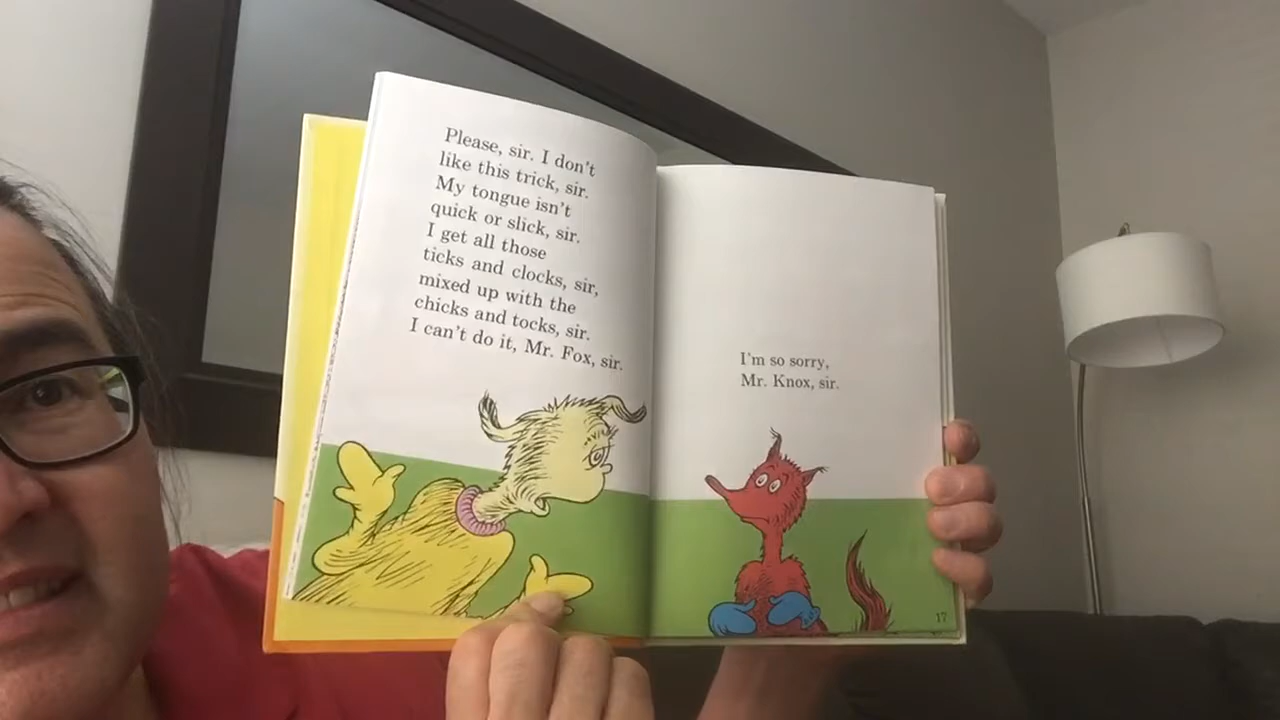 Please, sir. I don't
like this trick, sir.
My tongue isn't
quick or slick, sir.
I get all those
ticks and clocks, sir,
mixed up with the
chicks and tocks, sir.
I can't do it, Mr. Fox, sir.
I'm so sorry,
Mr. Knox, sir.
17